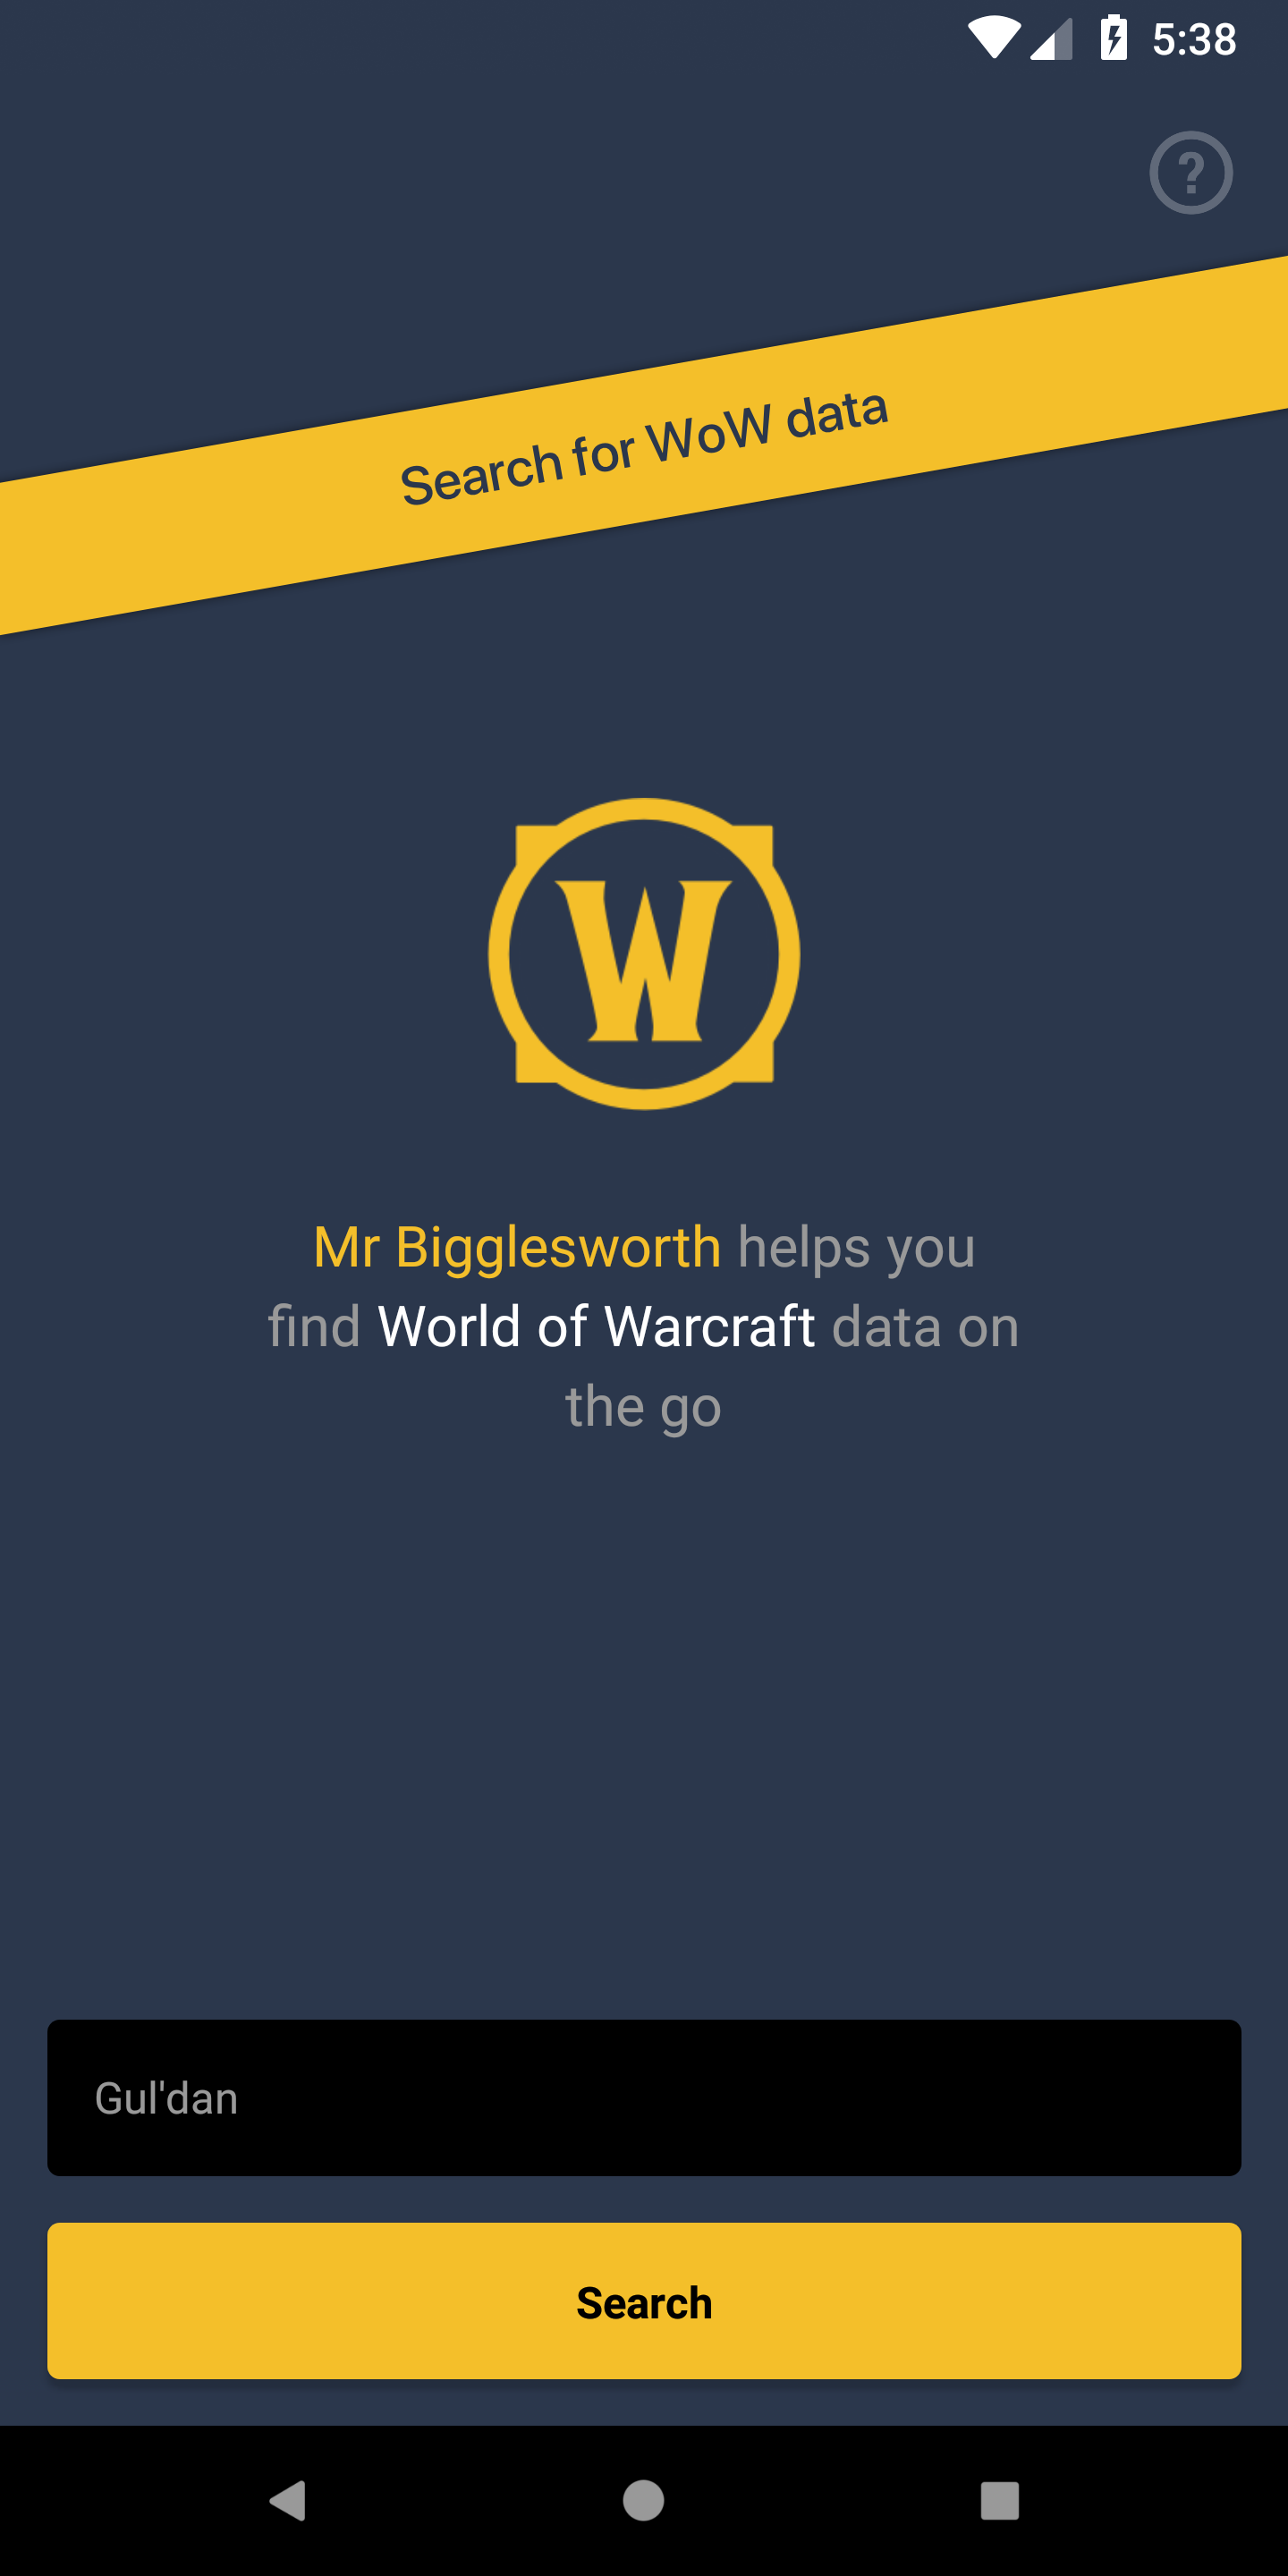 5:38
?
Search for WoW data
W
Mr Bigglesworth helps you
find World of Warcraft data on
the go
Gul'dan
Search